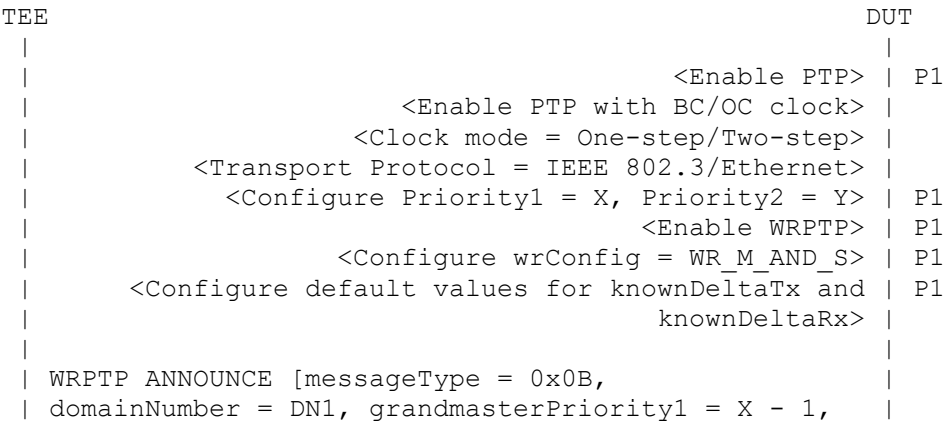 TEE DUT
| |
| <Enable PTP> | P1
| <Enable PTP with BC/OC clock> |
| <Clock mode = One-step/Two-step> |
| <Transport Protocol = IEEE 802.3/Ethernet> |
| <Configure Priority1 = X, Priority2 = Y> | P1
| <Enable WRPTP> | P1
| <Configure wrConfig = WR_M_AND_S> | P1
| <Configure default values for knownDeltaTx and | P1
| knownDeltaRx> |
| |
| WRPTP ANNOUNCE [messageType = 0x0B, |
| domainNumber = DN1, grandmasterPriority1 = X - 1, |